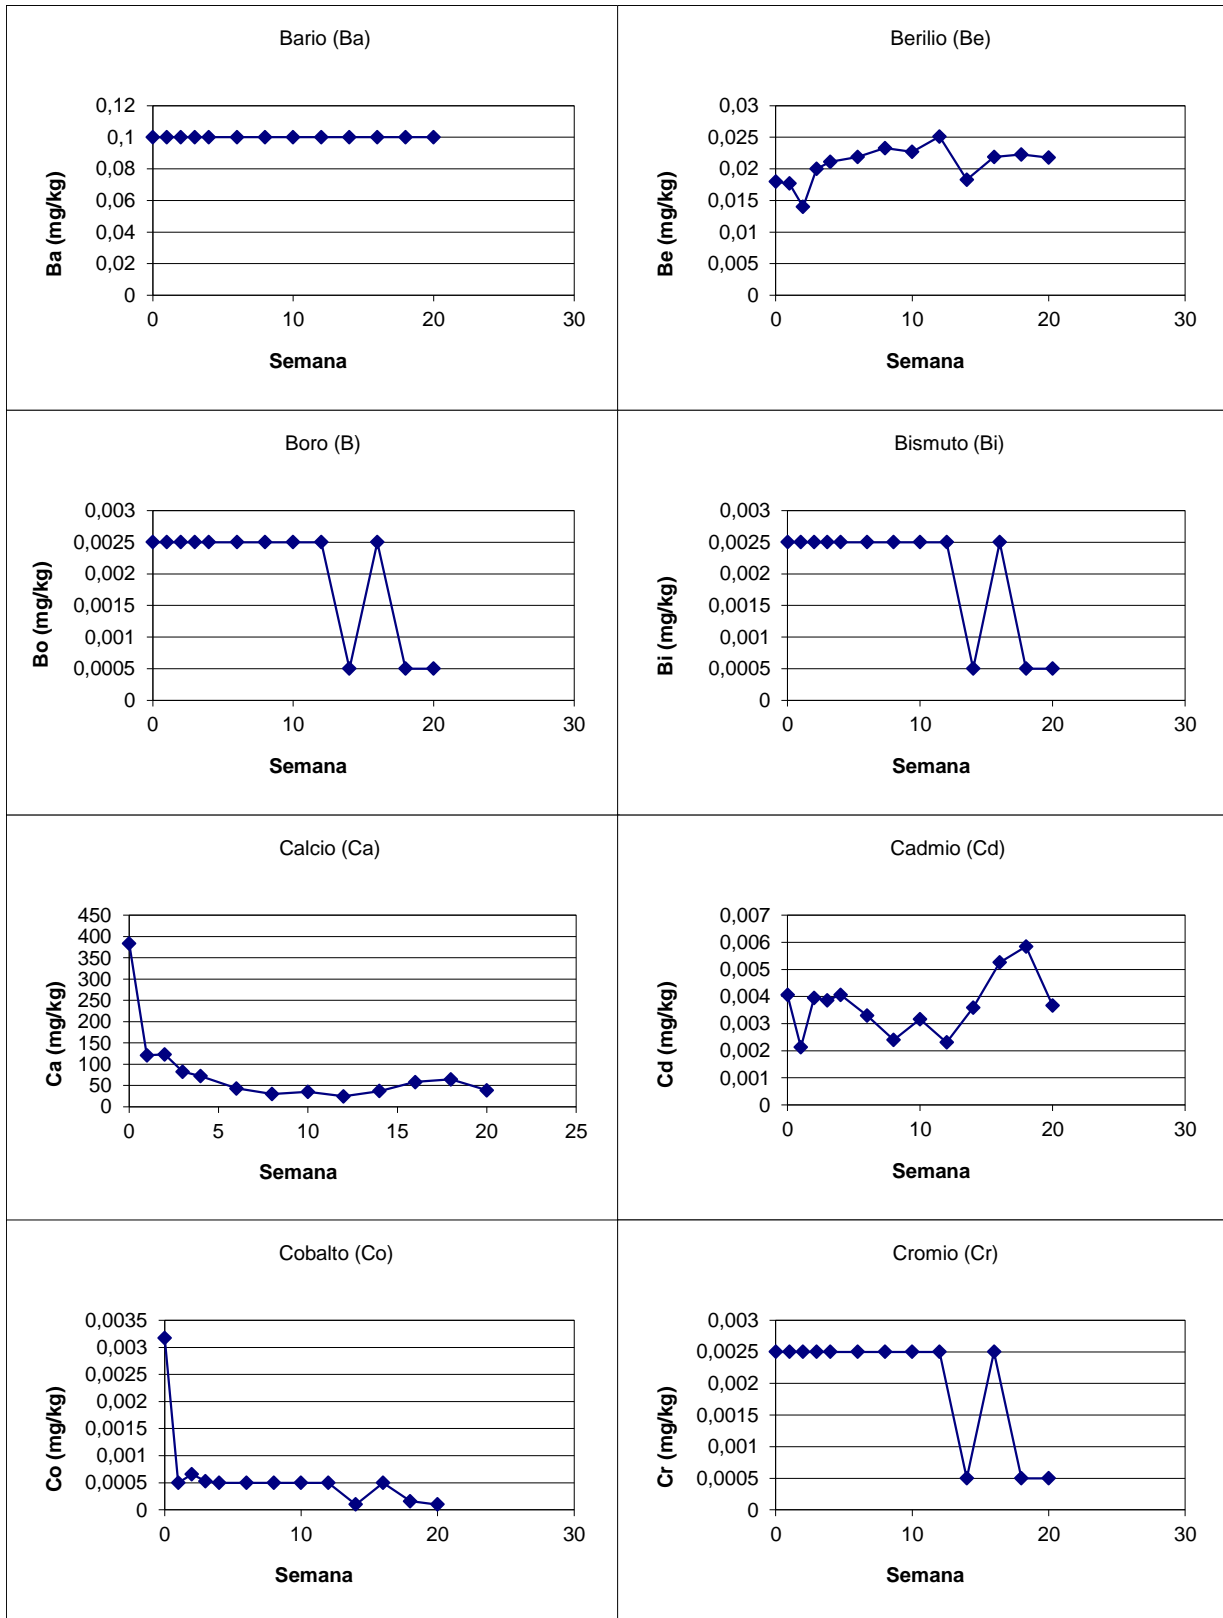 Bario (Ba)
0,12
0,1
0,08
0,06
0,04
0,02
0
0 10 20 30
Ba (mg/kg)
Semana
Berilio (Be)
0,03
0,025
0,02
0,015
0,01
0,005
0
0 10 20 30
Be (mg/kg)
Semana
Boro (B)
0,003
0,0025
0,002
0,0015
0,001
0,0005
0
0 10 20 30
Bo (mg/kg)
Semana
Bismuto (Bi)
0,003
0,0025
0,002
0,0015
0,001
0,0005
0
0 10 20 30
Bi (mg/kg)
Semana
Calcio (Ca)
450
400
350
300
250
200
150
100
50
0
0 5 10 15 20 25
Ca (mg/kg)
Semana
Cadmio (Cd)
0,007
0,006
0,005
0,004
0,003
0,002
0,001
0
0 10 20 30
Cd (mg/kg)
Semana
Cobalto (Co)
0,0035
0,003
0,0025
0,002
0,0015
0,001
0,0005
0
0 10 20 30
Co (mg/kg)
Semana
Cromio (Cr)
0,003
0,0025
0,002
0,0015
0,001
0,0005
0
0 10 20 30
Cr (mg/kg)
Semana